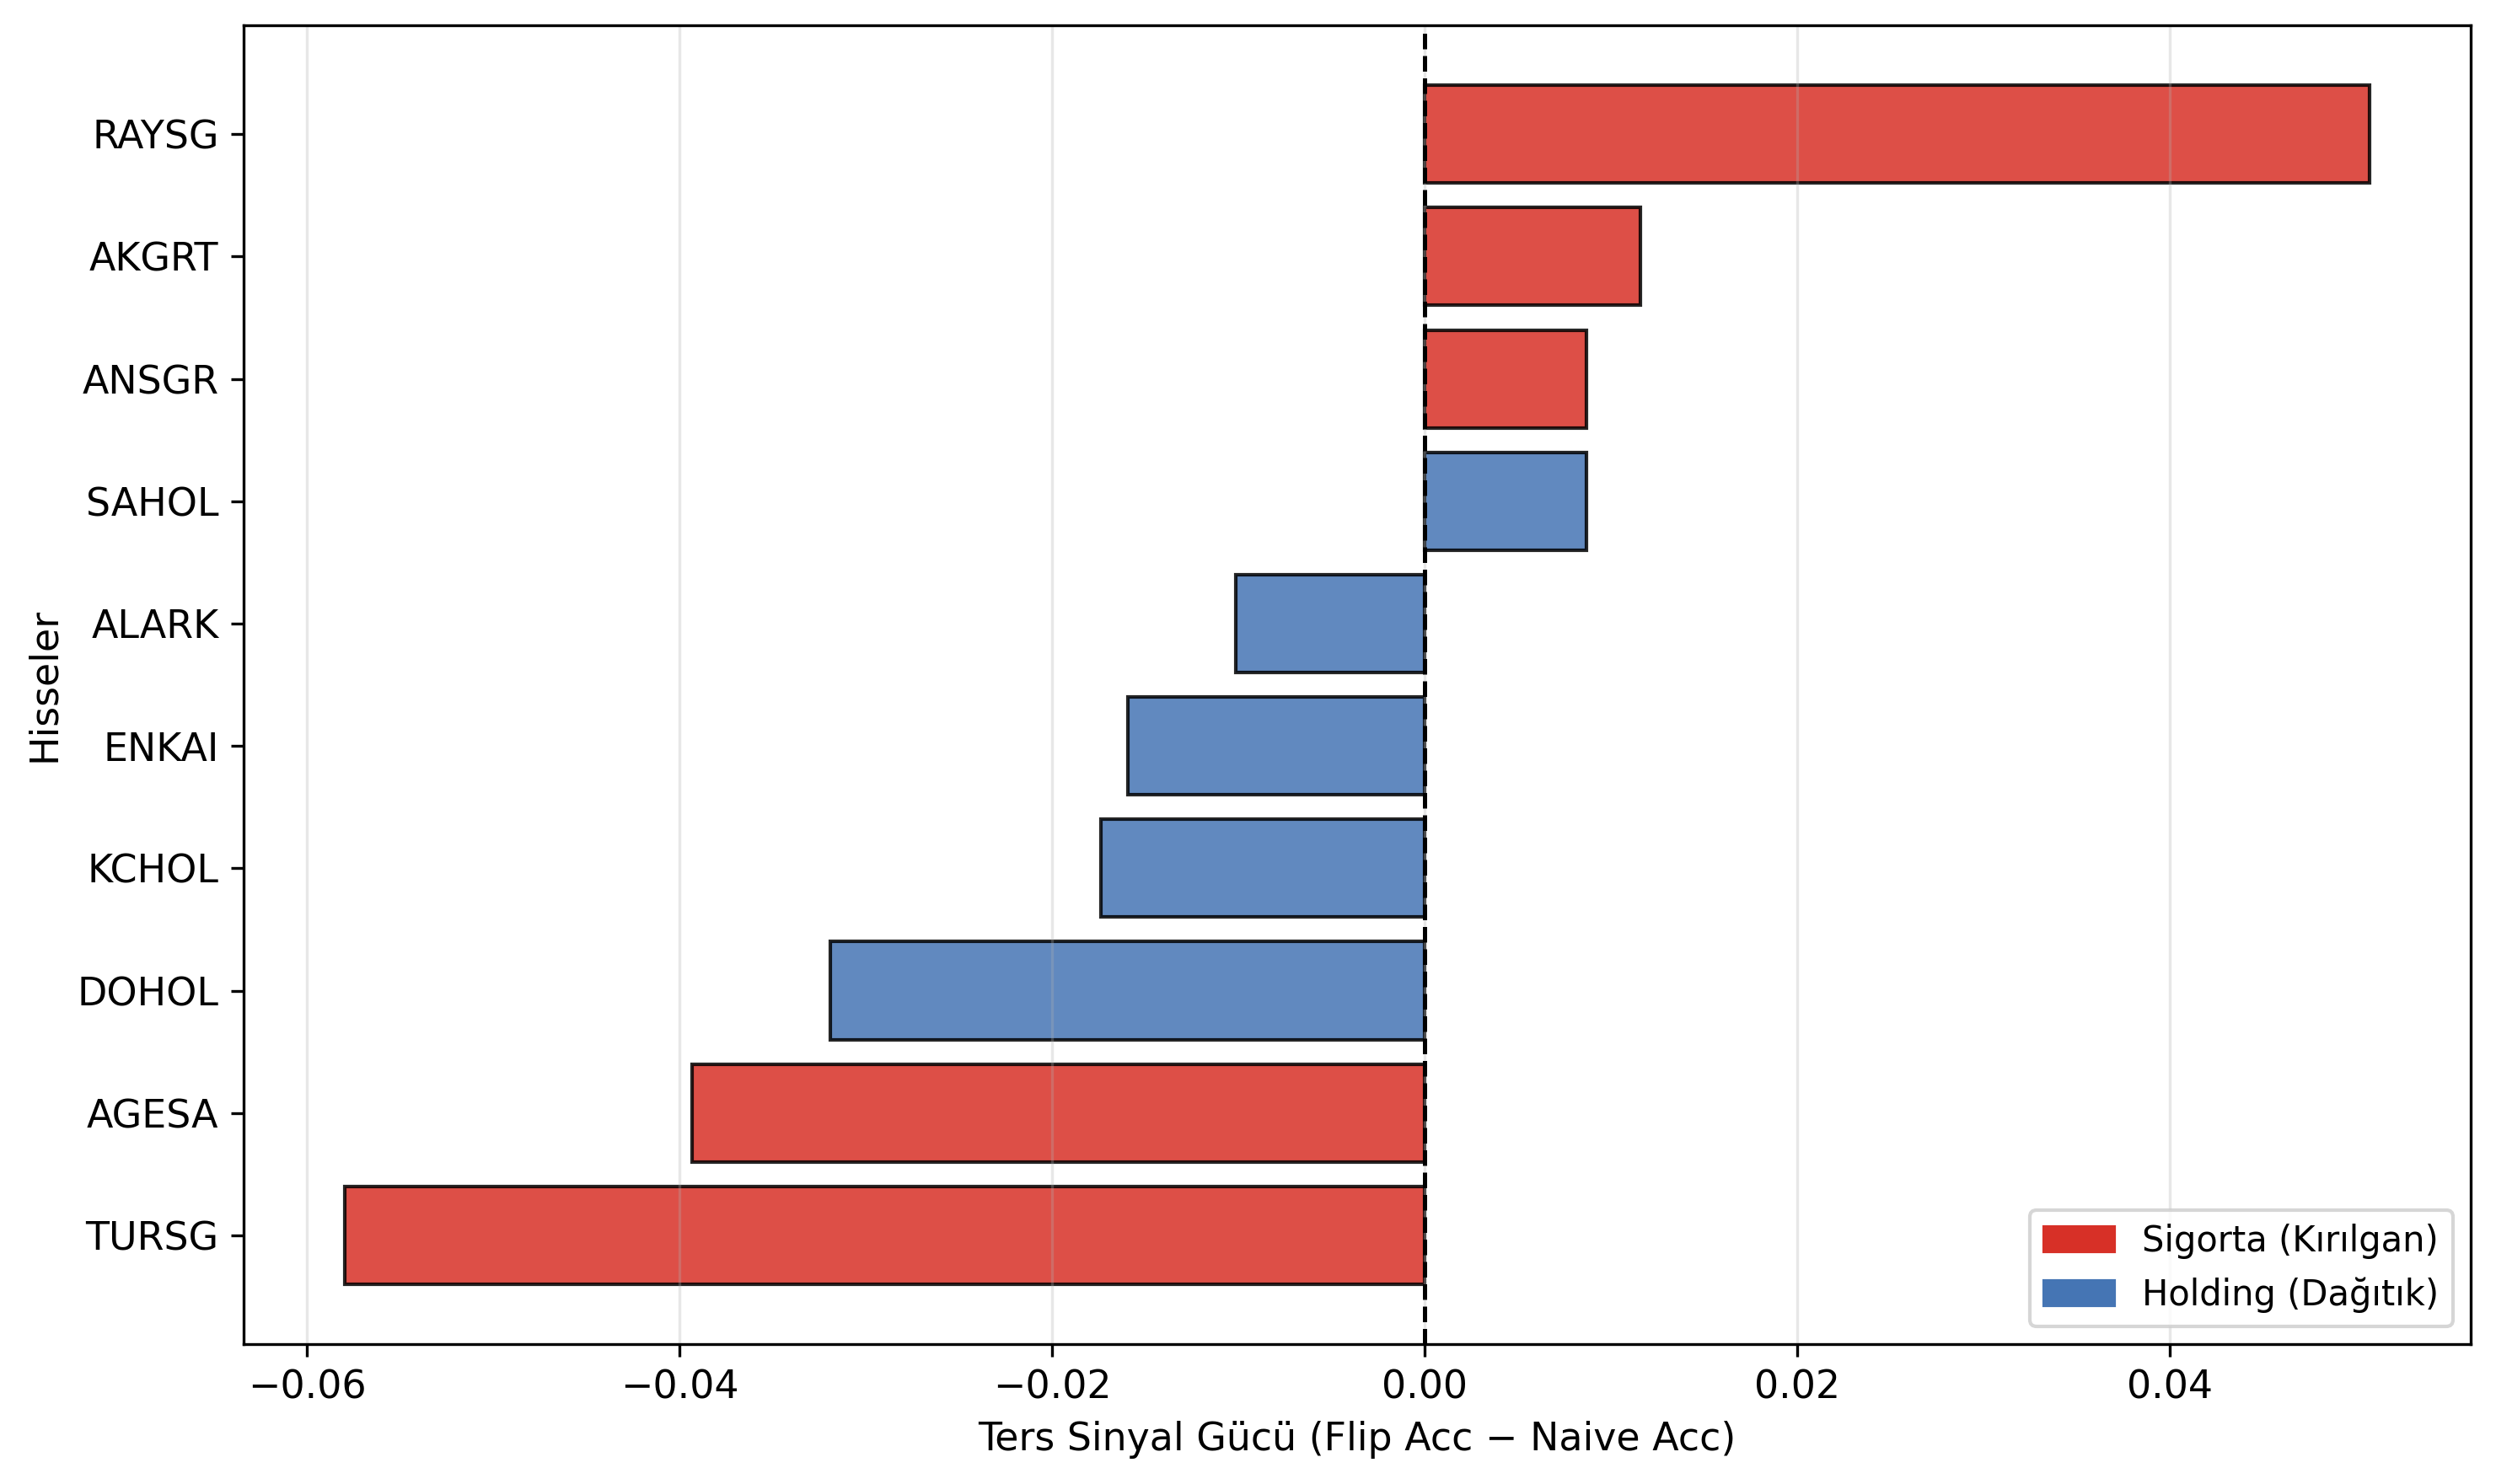 Hisseler
RAYSG
AKGRT
ANSGR
SAHOL
ALARK
ENKAI
KCHOL
DOHOL
AGESA
TURSG
Sigorta (Kırılgan)
Holding (Dağıtık)
−0.06 −0.04 −0.02 0.00 0.02 0.04
Ters Sinyal Gücü (Flip Acc − Naive Acc)